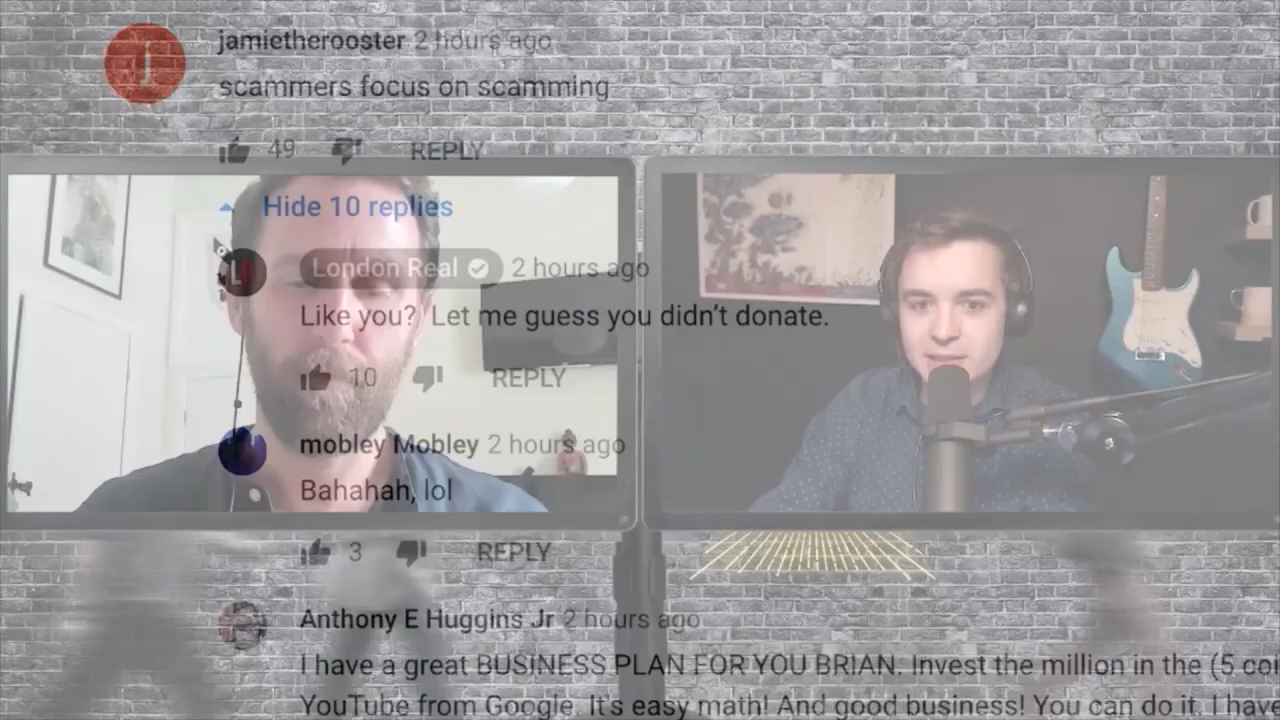 jamietherooster 2 hours ago
scammers focus on scamming
49 REPLY
Hide 10 replies
London Real 2 hours ago
Like you? Let me guess you didn't donate.
10 REPLY
mobley Mobley 2 hours ago
Bahahah, lol
3 REPLY
Anthony E Huggins Jr 2 hours ago
I have a great BUSINESS PLAN FOR YOU BRIAN. Invest the million in the (5 coi
YouTube from Google. It's easy math! And good business! You can do it. I have